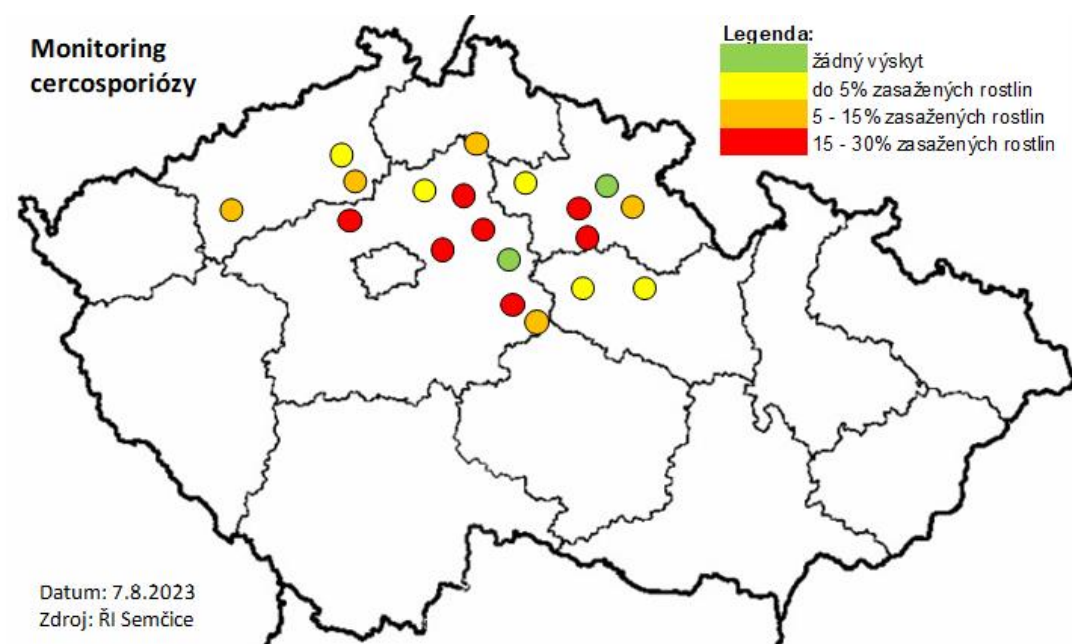 Monitoring
cercosporiózy
Legenda:
žádný výskyt
do 5% zasažených rostlin
5 - 15% zasažených rostlin
15 - 30% zasažených rostlin
Datum: 7.8.2023
Zdroj: ŘI Semčice